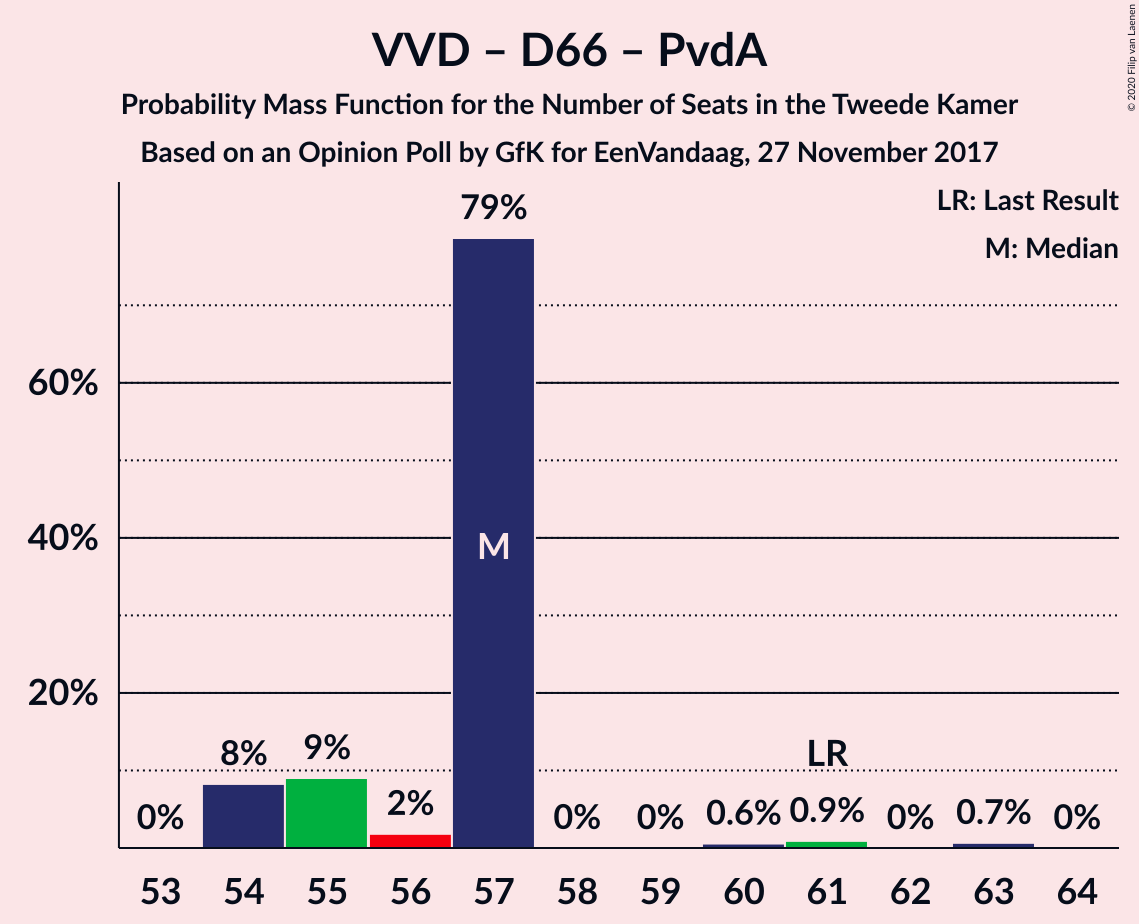 VVD – D66 – PvdA
Probability Mass Function for the Number of Seats in the Tweede Kamer
Based on an Opinion Poll by GfK for EenVandaag, 27 November 2017
© 2020 Filip van Laenen
LR: Last Result
M: Median
60%
40%
20%
0%
8%
9%
2%
79%
M
0%
0%
0.6%
LR
0.9%
0%
0.7%
0%
53 54 55 56 57 58 59 60 61 62 63 64